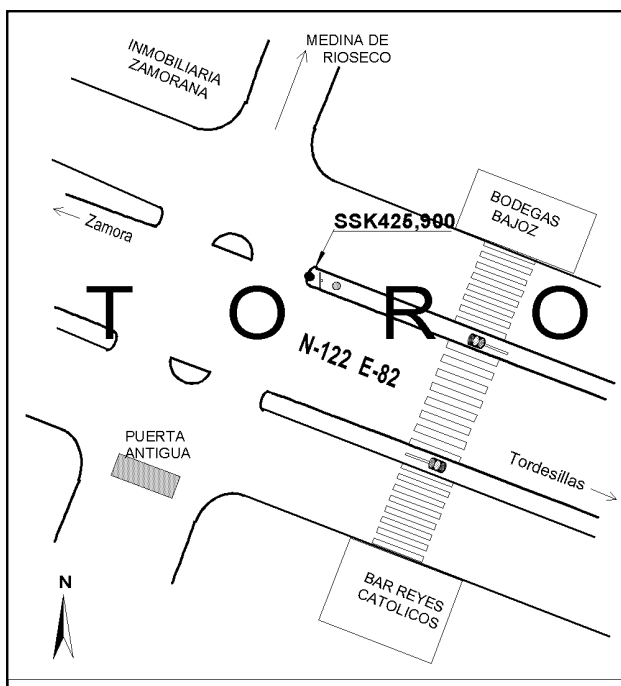 INMOBILIARIA
ZAMORANA
MEDINA DE
RIOSECO
BODEGAS
BAJOZ
SSK425,900
Zamora
T O R O
N-122 E-82
PUERTA
ANTIGUA
Tordesillas
BAR REYES
CATOLICOS
N